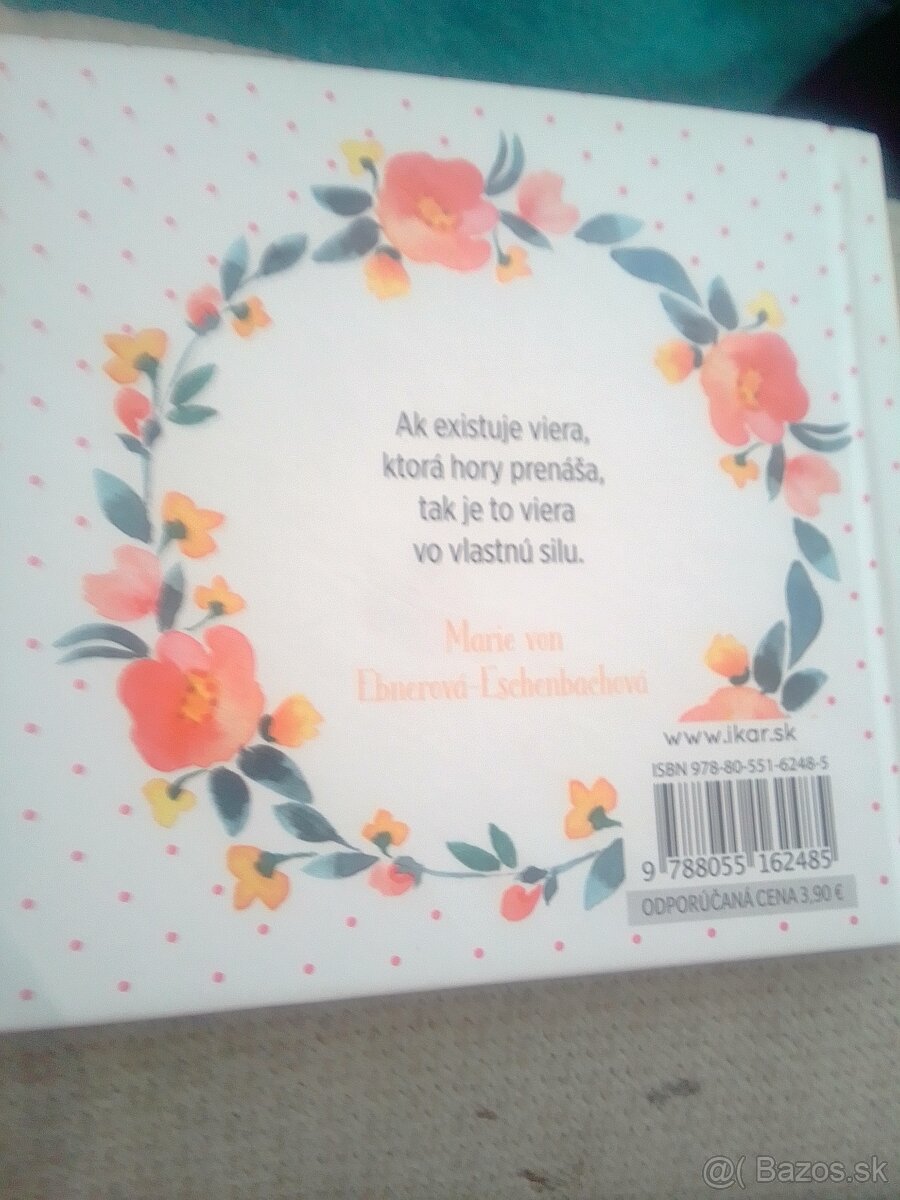 Ak existuje viera,
ktorá hory prenáša,
tak je to viera
vo vlastnú silu.
Marie von
Ebnerová-Eschenbachová
www.ikar.sk
ISBN 978-80-551-6248-5
9 788055 162485
ODPORÚČANÁ CENA 3,90 €
@( Bazos.sk